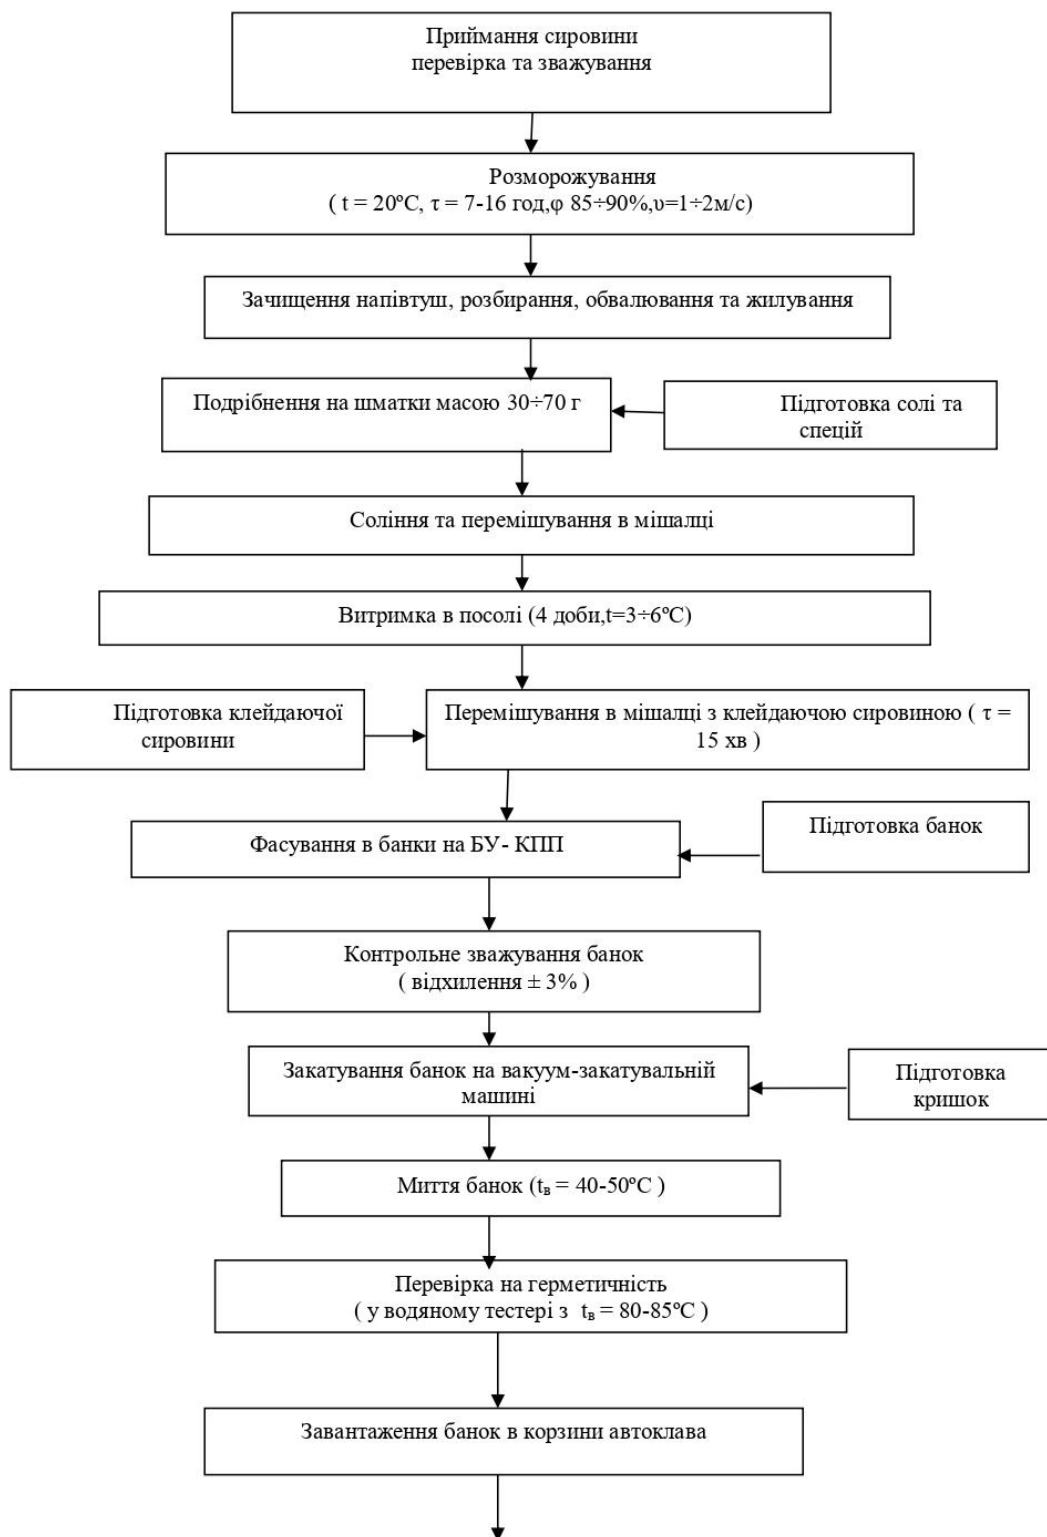 Приймання сировини
перевірка та зважування
Розморожування
( t = 20ºC, τ = 7-16 год,φ 85÷90%,υ=1÷2м/с)
Зачищення напівтуш, розбирання, обвалювання та жилування
Подрібнення на шматки масою 30÷70 г
Підготовка солі та
спецій
Соління та перемішування в мішалці
Витримка в посолі (4 доби,t=3÷6ºC)
Підготовка клейдаючої
сировини
Перемішування в мішалці з клейдаючою сировиною ( τ =
15 хв )
Фасування в банки на БУ- КПП
Підготовка банок
Контрольне зважування банок
( відхилення ± 3% )
Закатування банок на вакуум-закатувальній
машині
Підготовка
кришок
Миття банок (tв = 40-50ºC )
Перевірка на герметичність
( у водяному тестері з tв = 80-85ºC )
Завантаження банок в корзини автоклава